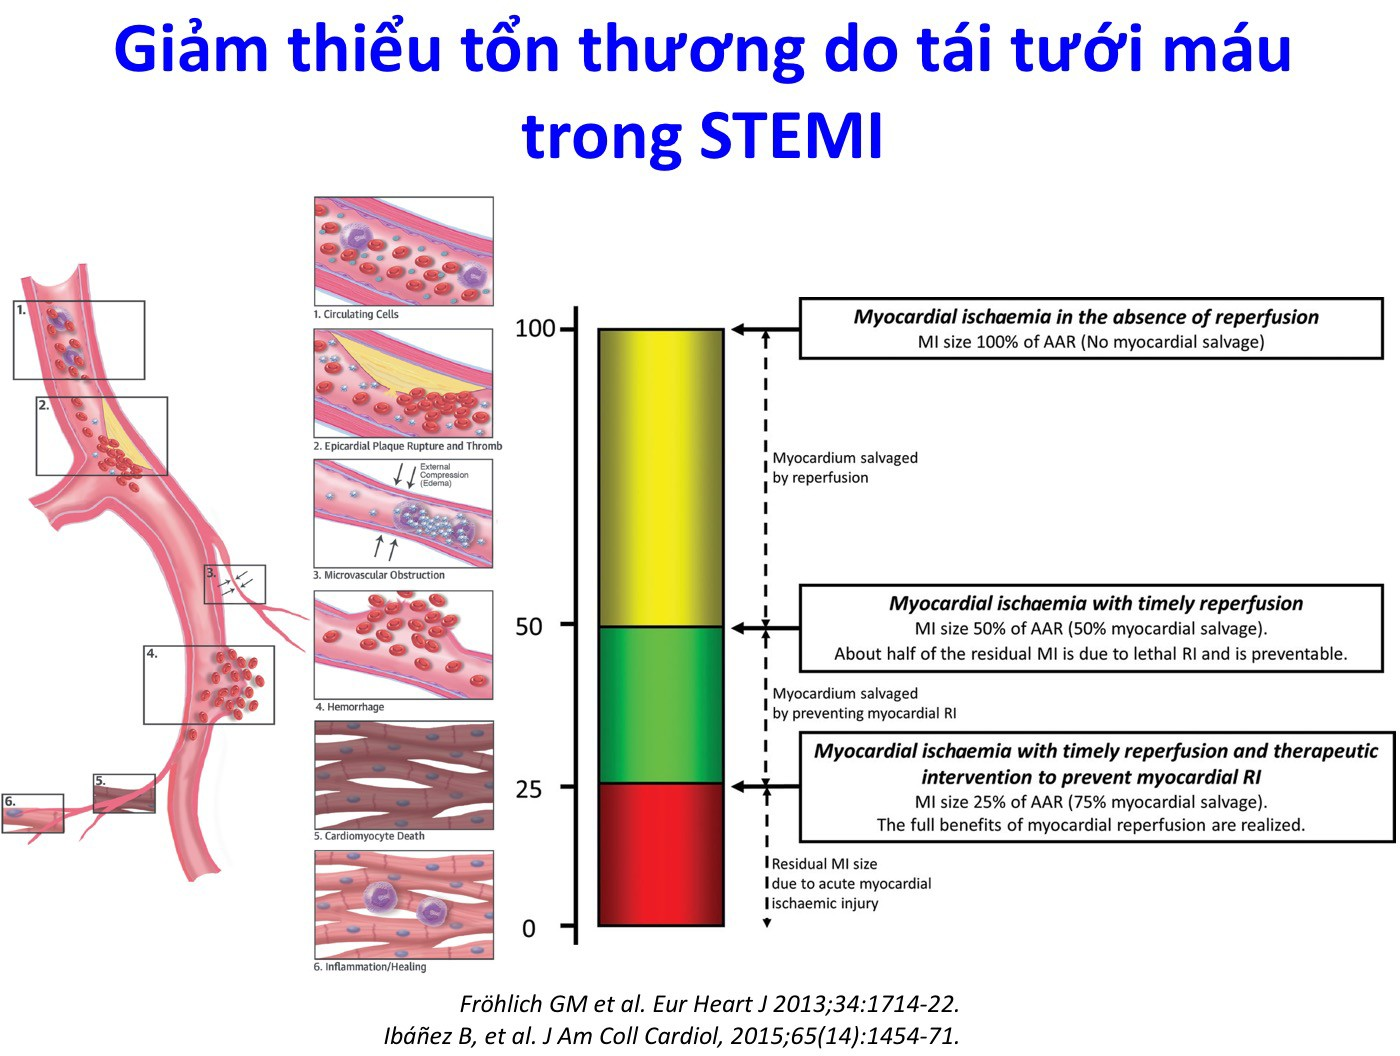 Giảm thiểu tổn thương do tái tưới máu
trong STEMI
1.
2.
3.
4.
5.
6.
1. Circulating Cells
2. Epicardial Plaque Rupture and Thromb
External
Compression
(Edema)
3. Microvascular Obstruction
4. Hemorrhage
5. Cardiomyocyte Death
6. Inflammation/Healing
100
50
25
0
Myocardial ischaemia in the absence of reperfusion
MI size 100% of AAR (No myocardial salvage)
Myocardium salvaged
by reperfusion
Myocardial ischaemia with timely reperfusion
MI size 50% of AAR (50% myocardial salvage).
About half of the residual MI is due to lethal RI and is preventable.
Myocardium salvaged
by preventing myocardial RI
Myocardial ischaemia with timely reperfusion and therapeutic
intervention to prevent myocardial RI
MI size 25% of AAR (75% myocardial salvage).
The full benefits of myocardial reperfusion are realized.
Residual MI size
due to acute myocardial
ischaemic injury
Fröhlich GM et al. Eur Heart J 2013;34:1714-22.
Ibáñez B, et al. J Am Coll Cardiol, 2015;65(14):1454-71.